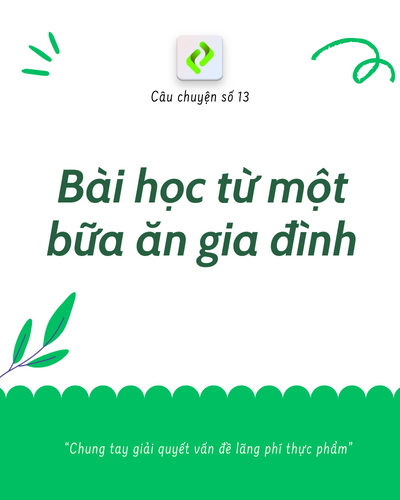 Câu chuyện số 13
Bài học từ một
bữa ăn gia đình
“Chung tay giải quyết vấn đề lãng phí thực phẩm”